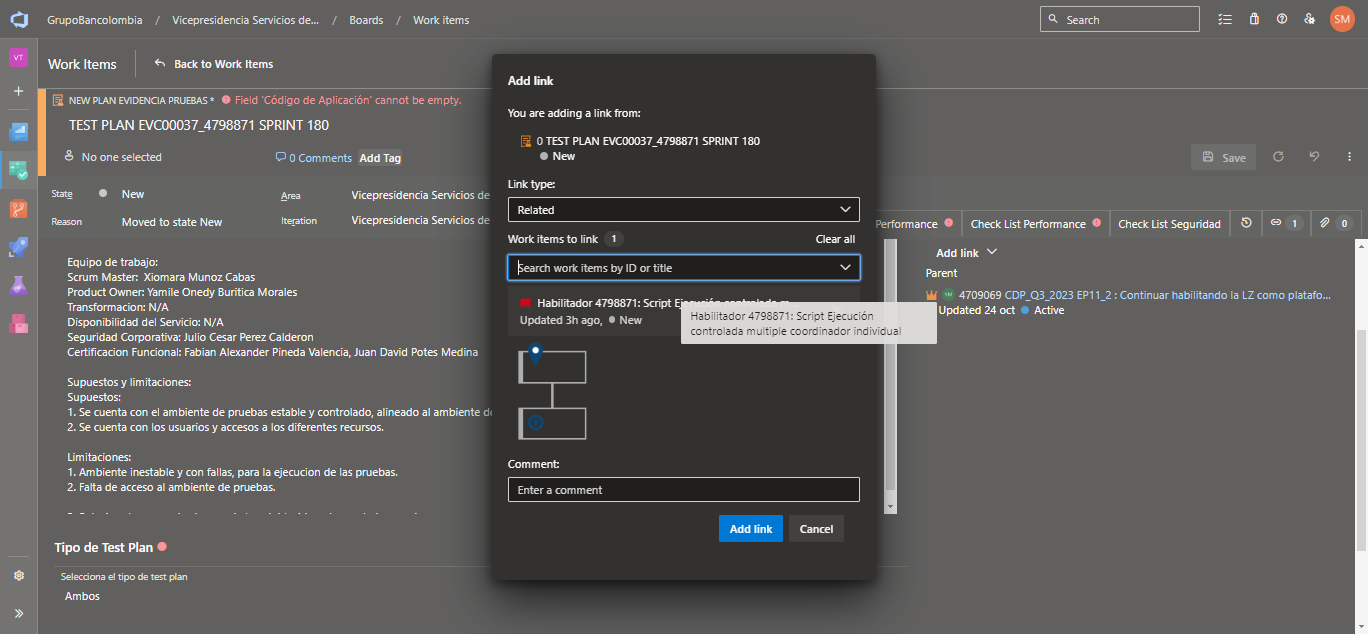 GrupoBancolombia / Vicepresidencia Servicios de... / Boards / Work items
Search
SM
VT
Work Items
Back to Work Items
NEW PLAN EVIDENCIA PRUEBAS * Field 'Código de Aplicación' cannot be empty.
TEST PLAN EVC00037_4798871 SPRINT 180
No one selected
0 Comments
Add Tag
Save
State
New
Area
Vicepresidencia Servicios de
Reason
Moved to state New
Iteration
Vicepresidencia Servicios de
Performance
Check List Performance
Check List Seguridad
1
0
Equipo de trabajo:
Scrum Master: Xiomara Munoz Cabas
Product Owner: Yamile Onedy Buritica Morales
Transformacion: N/A
Disponibilidad del Servicio: N/A
Seguridad Corporativa: Julio Cesar Perez Calderon
Certificacion Funcional: Fabian Alexander Pineda Valencia, Juan David Potes Medina
Supuestos y limitaciones:
Supuestos:
1. Se cuenta con el ambiente de pruebas estable y controlado, alineado al ambiente de
2. Se cuenta con los usuarios y accesos a los diferentes recursos.
Limitaciones:
1. Ambiente inestable y con fallas, para la ejecucion de las pruebas.
2. Falta de acceso al ambiente de pruebas.
Tipo de Test Plan
Selecciona el tipo de test plan
Ambos
Add link
You are adding a link from:
0 TEST PLAN EVC00037_4798871 SPRINT 180
New
Link type:
Related
Work items to link 1
Clear all
Search work items by ID or title
Habilitador 4798871: Script Ejecución controlada m
Updated 3h ago, New
Habilitador 4798871: Script Ejecución
controlada multiple coordinador individual
Comment:
Enter a comment
Add link
Cancel
Add link
Parent
4709069 CDP_Q3_2023 EP11_2 : Continuar habilitando la LZ como platafo...
Updated 24 oct Active